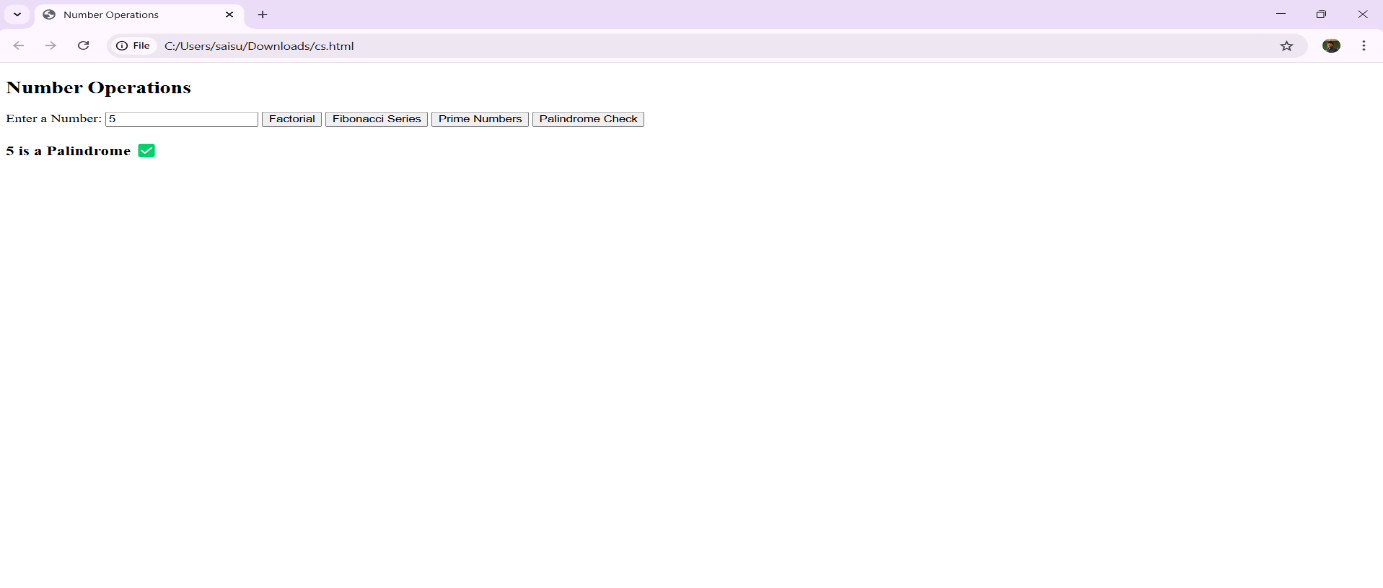 Number Operations
File C:/Users/saisu/Downloads/cs.html
Number Operations
Enter a Number: 5 Factorial Fibonacci Series Prime Numbers Palindrome Check
5 is a Palindrome ✅